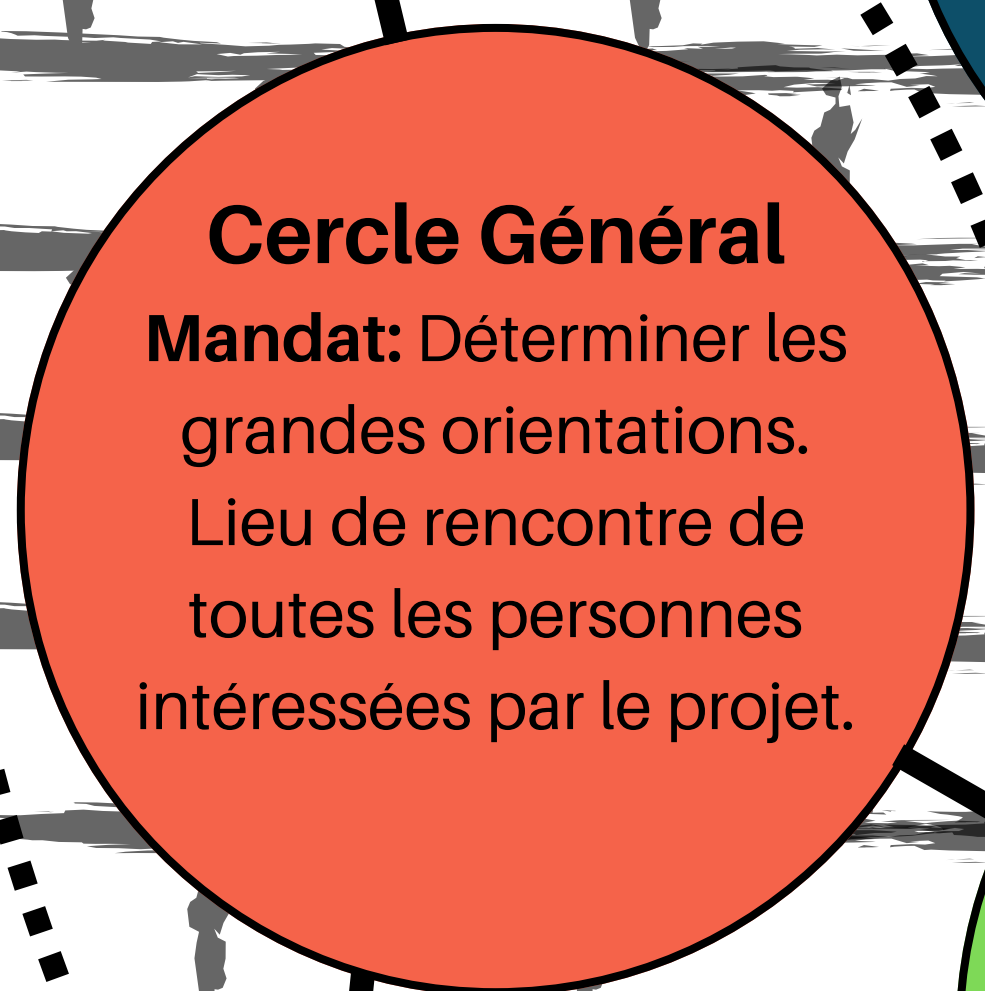 Cercle Général
Mandat: Déterminer les
grandes orientations.
Lieu de rencontre de
toutes les personnes
intéressées par le projet.